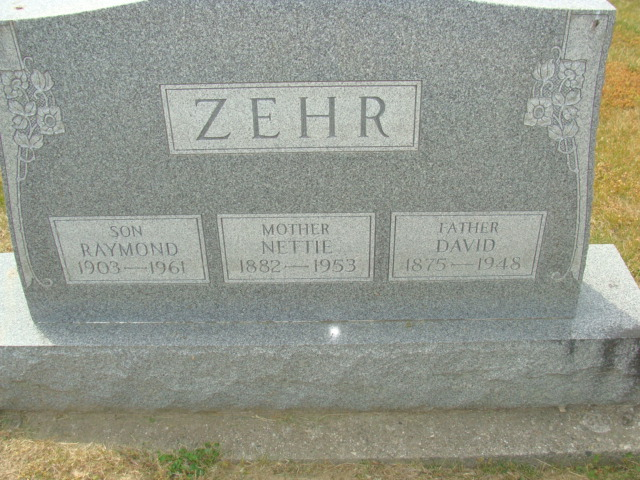 ZEHR
SON
RAYMOND
1903—1961
MOTHER
NETTIE
1882—1953
FATHER
DAVID
1875—1948